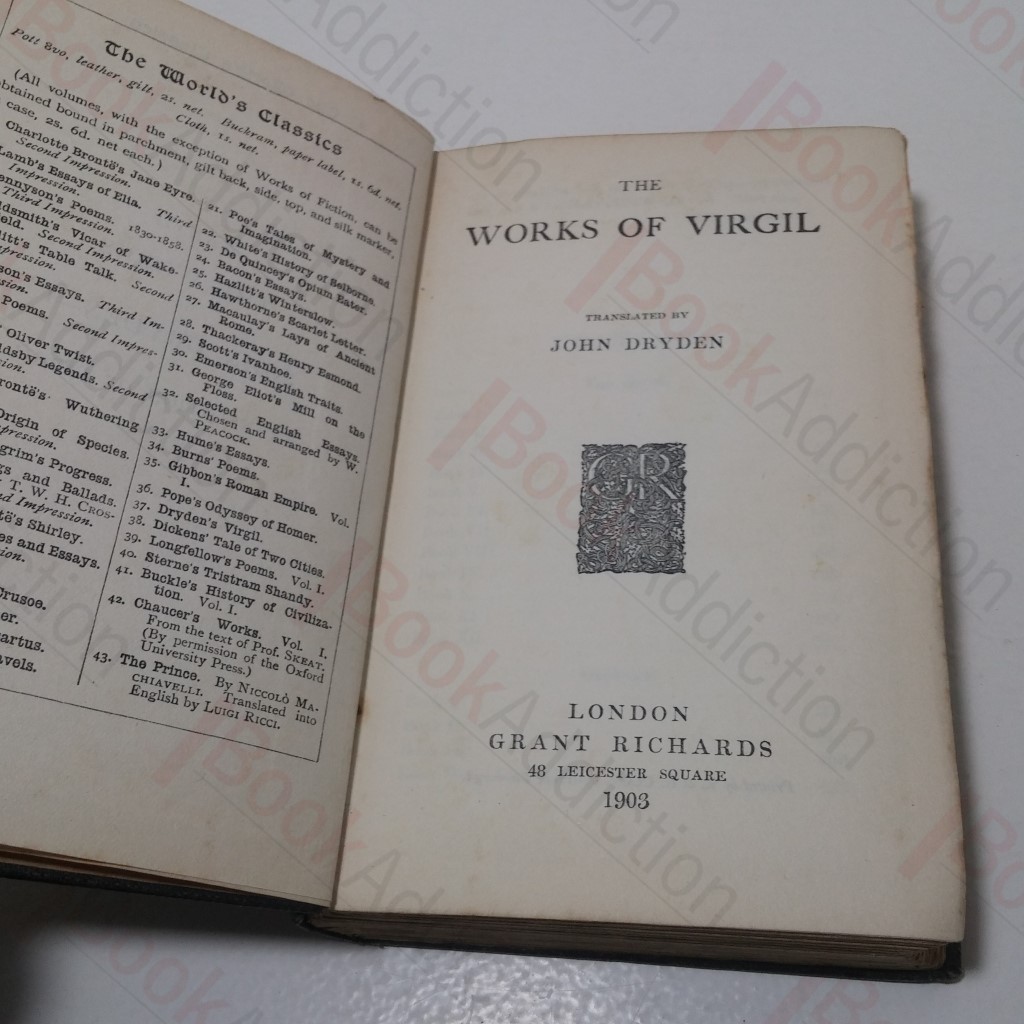 The World's Classics
Pott 8vo, leather, gilt, 2s. net. Buckram, paper label, 1s. 6d. net.
Cloth, 1s. net.
(All volumes, with the exception of Works of Fiction, can be
obtained bound in parchment, gilt back, side, top, and silk marker,
case, 2s. 6d. net each.)
Charlotte Brontë's Jane Eyre.
Second Impression.
Lamb's Essays of Elia. Third
Impression.
Tennyson's Poems. 1830-1858.
Third Impression.
Goldsmith's Vicar of Wake-
field. Second Impression.
Hazlitt's Table Talk. Second
Impression.
Essays. Third Im-
Poems. Second Impres-
Oliver Twist.
Ingoldsby Legends. Second
Brontë's Wuthering
Origin of Species.
Impression.
Pilgrim's Progress.
Ballads.
T. W. H. CROS-
Impression.
Brontë's Shirley.
and Essays.
Crusoe.
21. Poe's Tales of Mystery and
Imagination.
22. White's History of Selborne.
23. De Quincey's Opium Eater.
24. Bacon's Essays.
25. Hazlitt's Winterslow.
26. Hawthorne's Scarlet Letter.
27. Macaulay's Lays of Ancient
Rome.
28. Thackeray's Henry Esmond.
29. Scott's Ivanhoe.
30. Emerson's English Traits.
31. George Eliot's Mill on the
Floss.
32. Selected English Essays.
Chosen and arranged by W.
PEACOCK.
33. Hume's Essays.
34. Burns' Poems.
35. Gibbon's Roman Empire. Vol.
I.
36. Pope's Odyssey of Homer.
37. Dryden's Virgil.
38. Dickens' Tale of Two Cities.
39. Longfellow's Poems. Vol. I.
40. Sterne's Tristram Shandy.
41. Buckle's History of Civiliza-
tion. Vol. I.
42. Chaucer's Works. Vol. I.
From the text of Prof. SKEAT.
(By permission of the Oxford
University Press.)
43. The Prince. By NICCOLÒ MA-
CHIAVELLI. Translated into
English by LUIGI RICCI.
THE
WORKS OF VIRGIL
TRANSLATED BY
JOHN DRYDEN
GR
LONDON
GRANT RICHARDS
48 LEICESTER SQUARE
1903
BookAddiction